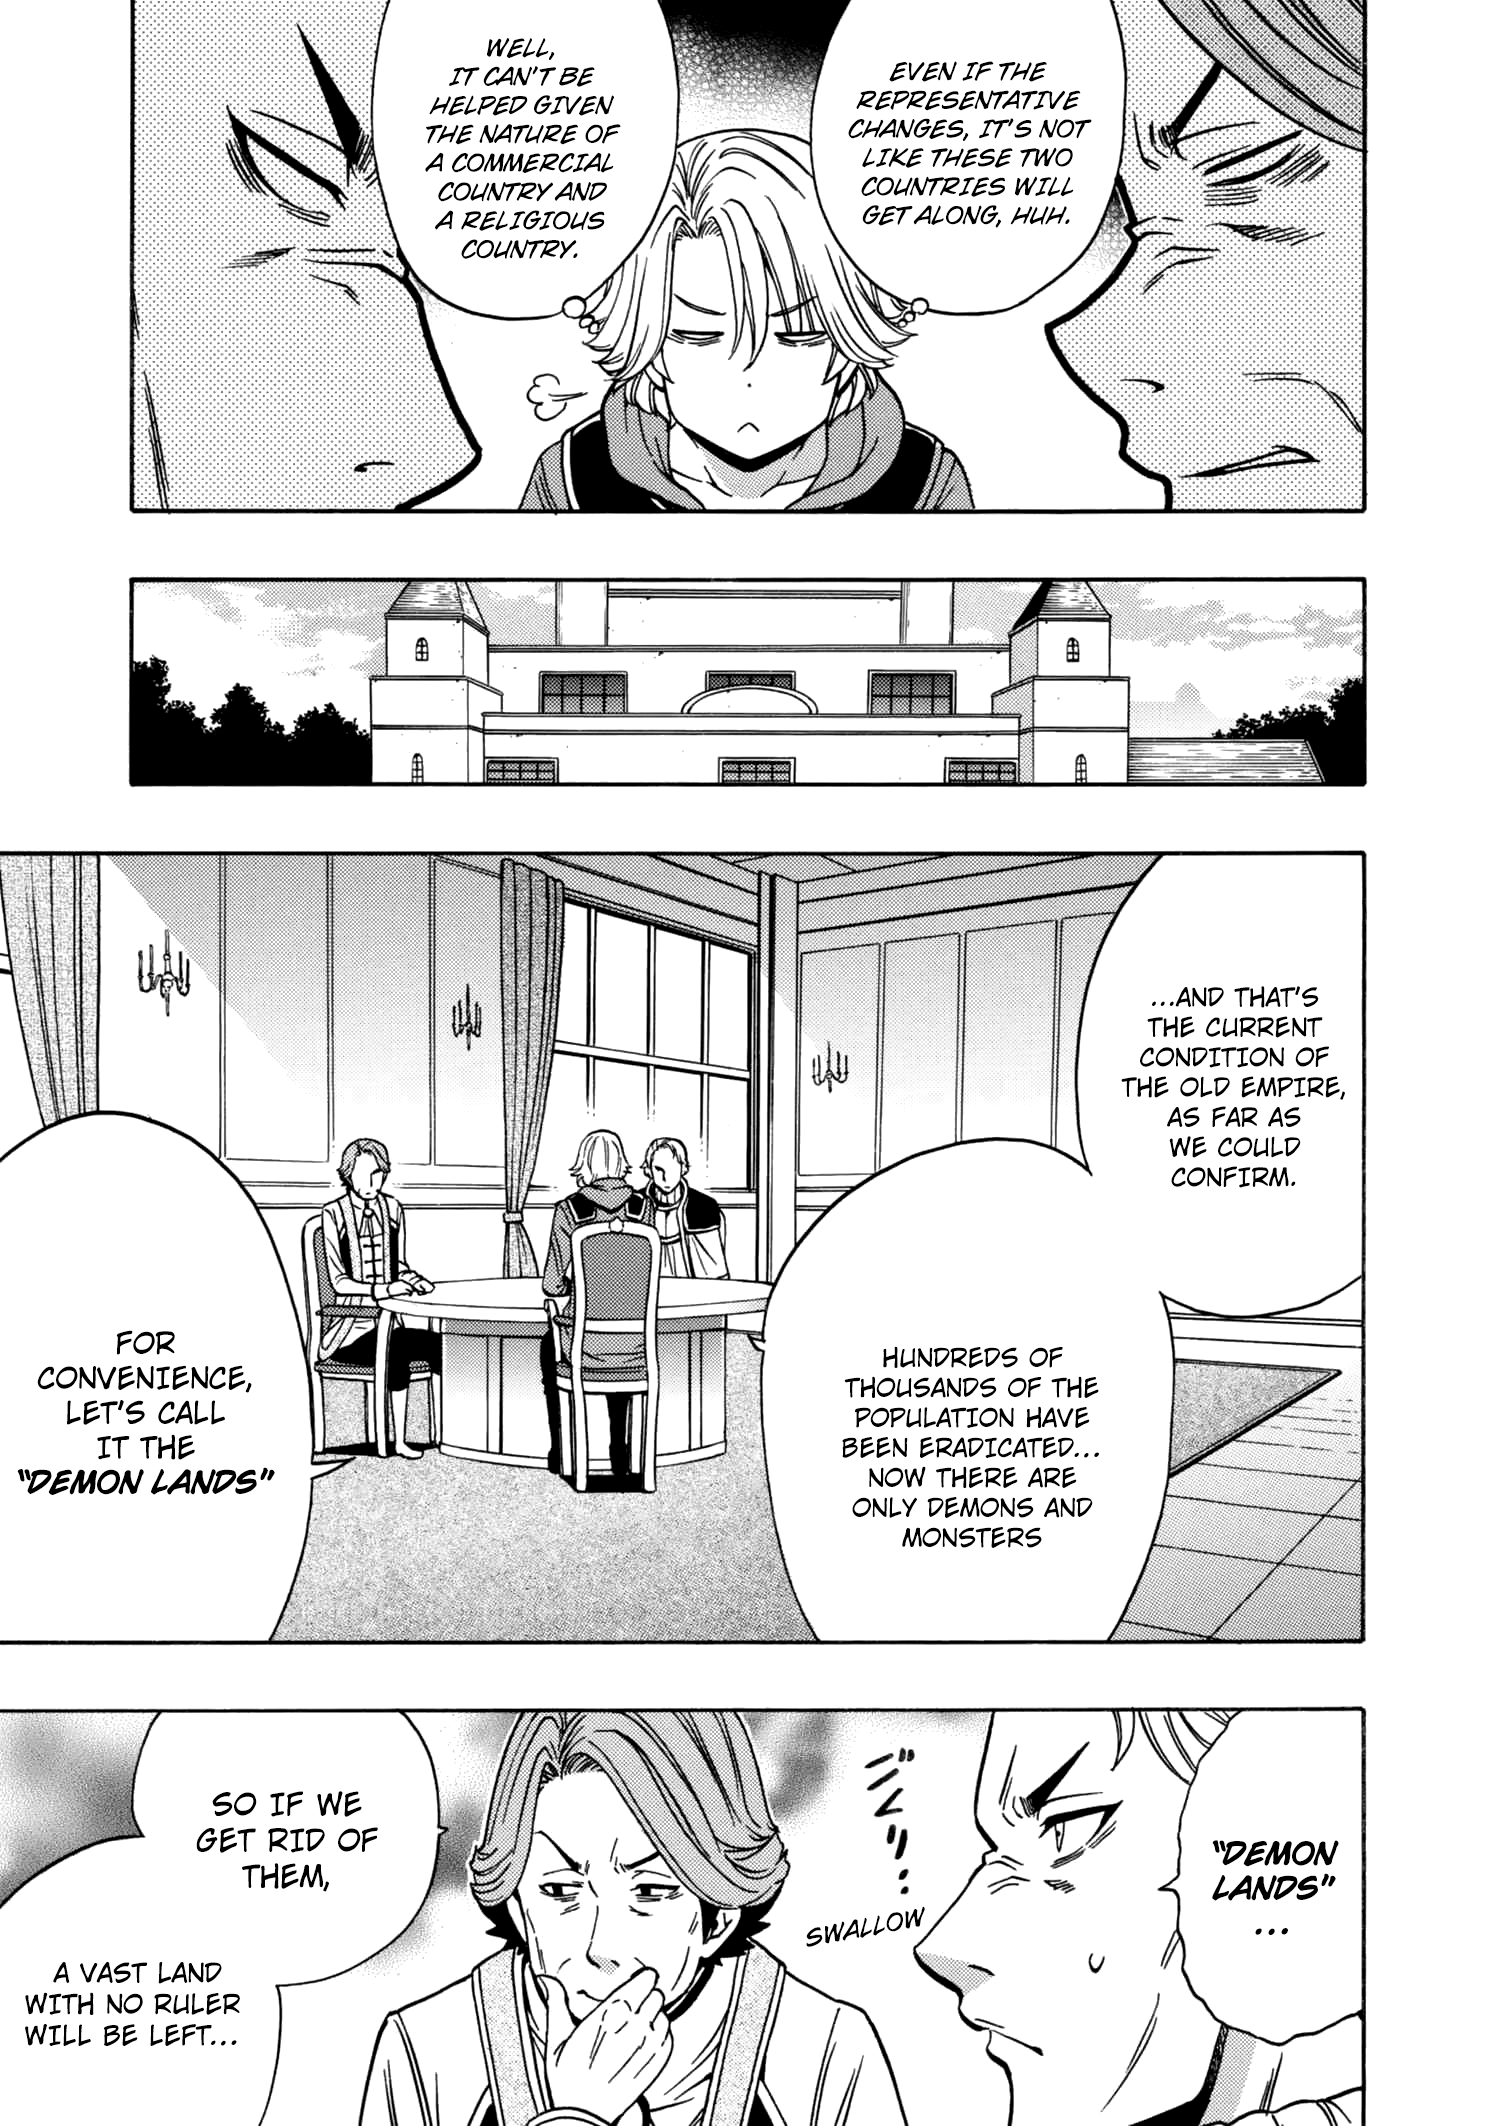 EVEN IF THE
REPRESENTATIVE
CHANGES, IT'S NOT
LIKE THESE TWO
COUNTRIES WILL
GET ALONG, HUH.
WELL,
IT CAN'T BE
HELPED GIVEN
THE NATURE OF
A COMMERCIAL
COUNTRY AND
A RELIGIOUS
COUNTRY.
...AND THAT'S
THE CURRENT
CONDITION OF
THE OLD EMPIRE,
AS FAR AS
WE COULD
CONFIRM.
HUNDREDS OF
THOUSANDS OF THE
POPULATION HAVE
BEEN ERADICATED...
NOW THERE ARE
ONLY DEMONS AND
MONSTERS
FOR
CONVENIENCE,
LET'S CALL
IT THE
"DEMON LANDS"
"DEMON
LANDS"
...
ゴクリ...
SWALLOW
SO IF WE
GET RID OF
THEM,
A VAST LAND
WITH NO RULER
WILL BE LEFT...